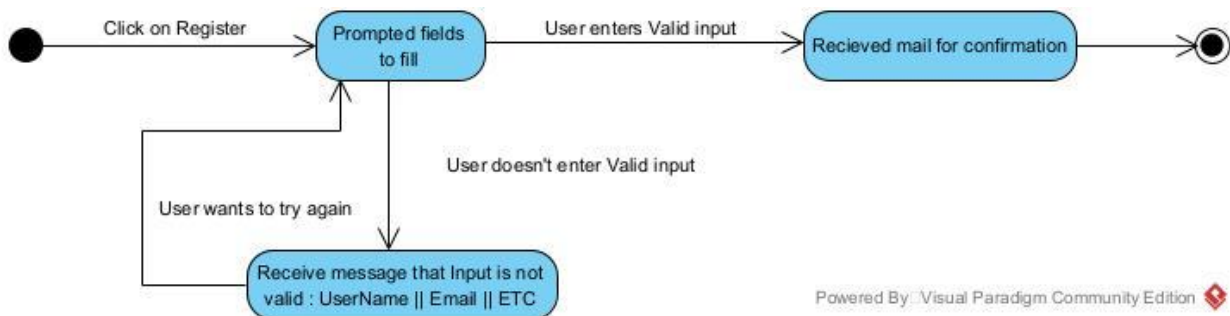 Click on Register
Prompted fields
to fill
User enters Valid input
Recieved mail for confirmation
User doesn't enter Valid input
User wants to try again
Receive message that Input is not
valid : UserName || Email || ETC
Powered By Visual Paradigm Community Edition